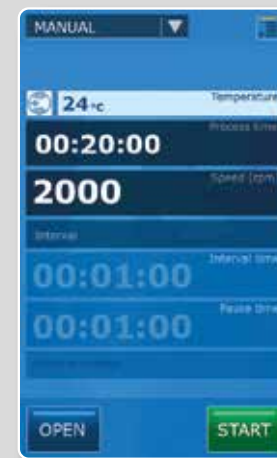 MANUAL
24 °C Temperature
Process time
00:20:00
Speed (rpm)
2000
Interval
Interval time
00:01:00
Pause time
00:01:00
OPEN START